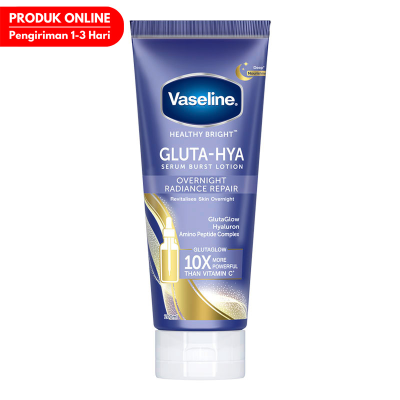 PRODUK ONLINE
Pengiriman 1-3 Hari
Vaseline.
HEALTHY BRIGHT™
GLUTA-HYA
SERUM BURST LOTION
OVERNIGHT
RADIANCE REPAIR
Revitalises Skin Overnight
GlutaGlow
Hyaluron
Amino Peptide Complex
GLUTAGLOW
10X MORE
POWERFUL
THAN VITAMIN C*